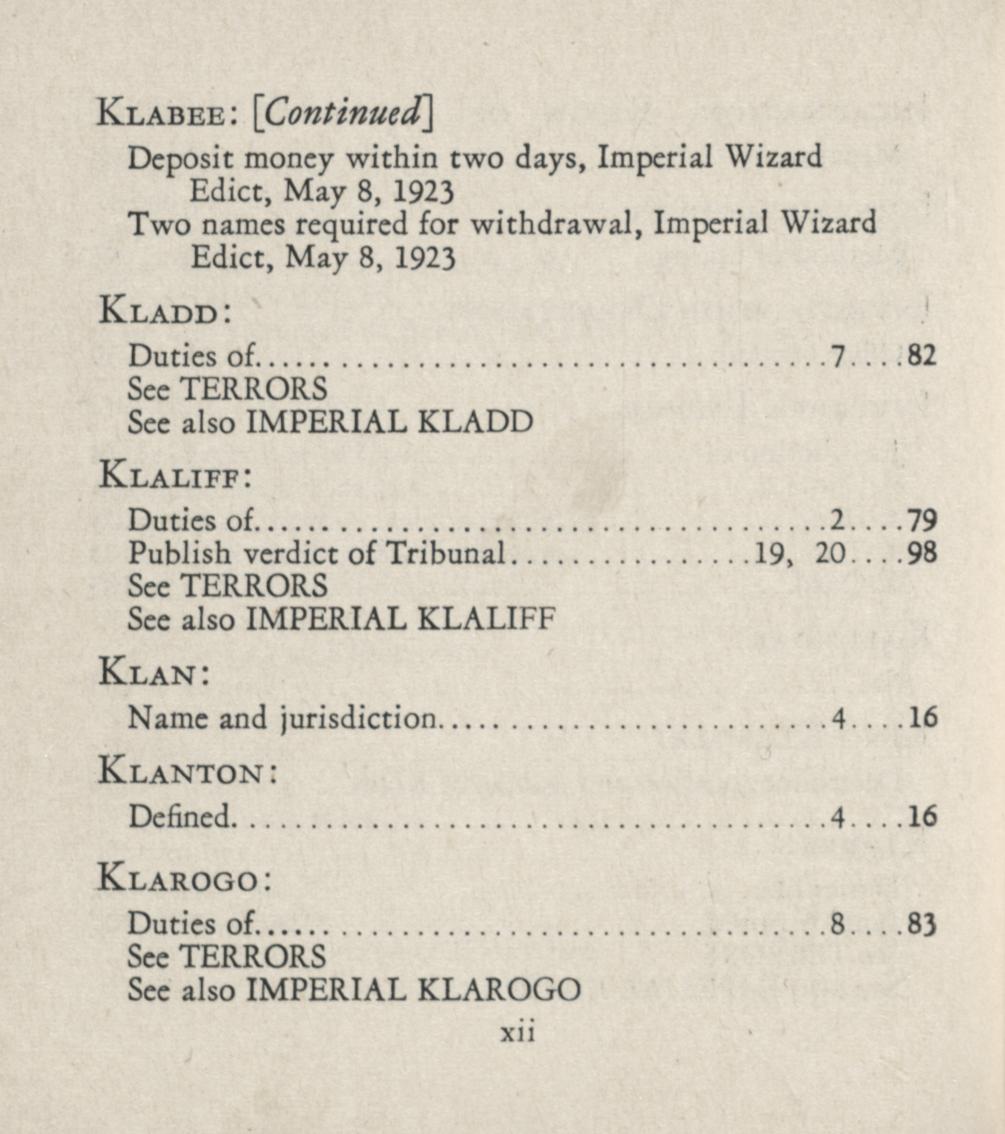 KLABEE: [Continued]
Deposit money within two days, Imperial Wizard
Edict, May 8, 1923
Two names required for withdrawal, Imperial Wizard
Edict, May 8, 1923
KLADD:
Duties of......................................7....82
See TERRORS
See also IMPERIAL KLADD
KLALIFF:
Duties of......................................2....79
Publish verdict of Tribunal................19, 20....98
See TERRORS
See also IMPERIAL KLALIFF
KLAN:
Name and jurisdiction..........................4....16
KLANTON:
Defined........................................4....16
KLAROGO:
Duties of......................................8....83
See TERRORS
See also IMPERIAL KLAROGO
xii